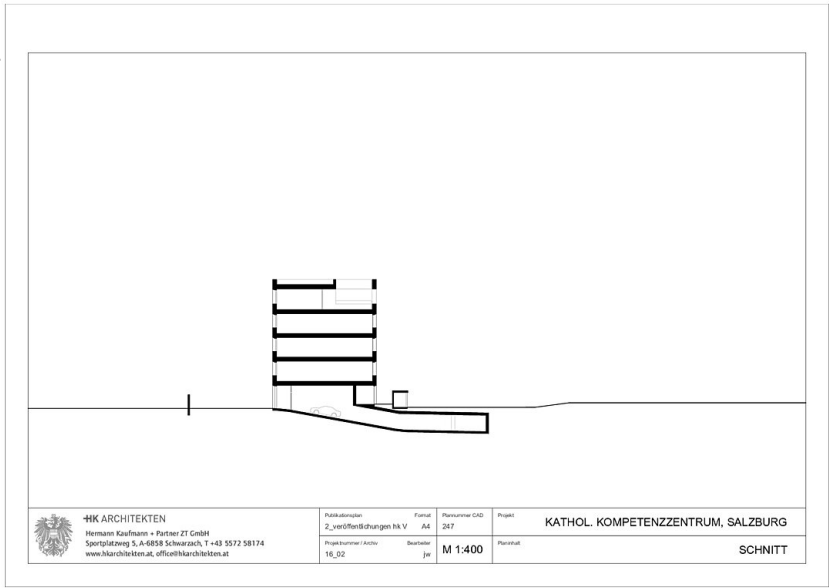 HK ARCHITEKTEN
Hermann Kaufmann + Partner ZT GmbH
Sportplatzweg 5, A-6858 Schwarzach, T +43 5572 58174
www.hkarchitekten.at, office@hkarchitekten.at
Publikationsplan Format
2_veröffentlichungen hk V A4
Projektnummer / Archiv Bearbeiter
16_02 jw
Plannummer CAD
247
M 1:400
Projekt
KATHOL. KOMPETENZZENTRUM, SALZBURG
Planinhalt
SCHNITT